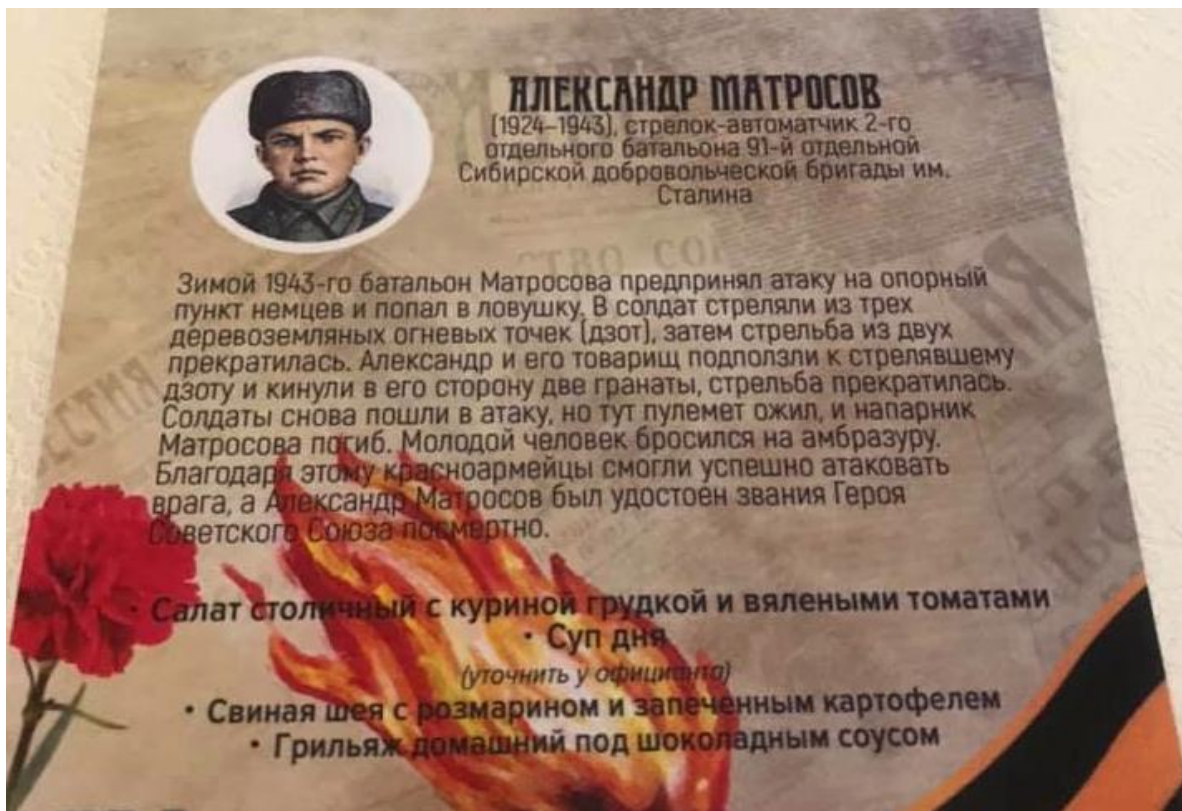 АЛЕКСАНДР МАТРОСОВ
(1924–1943), стрелок-автоматчик 2-го
отдельного батальона 91-й отдельной
Сибирской добровольческой бригады им.
Сталина
Зимой 1943-го батальон Матросова предпринял атаку на опорный
пункт немцев и попал в ловушку. В солдат стреляли из трех
деревоземляных огневых точек (дзот), затем стрельба из двух
прекратилась. Александр и его товарищ подползли к стрелявшему
дзоту и кинули в его сторону две гранаты, стрельба прекратилась.
Солдаты снова пошли в атаку, но тут пулемет ожил, и напарник
Матросова погиб. Молодой человек бросился на амбразуру.
Благодаря этому красноармейцы смогли успешно атаковать
врага, а Александр Матросов был удостоен звания Героя
Советского Союза посмертно.
• Салат столичный с куриной грудкой и вялеными томатами
• Суп дня
(уточнить у официанта)
• Свиная шея с розмарином и запеченным картофелем
• Грильяж домашний под шоколадным соусом